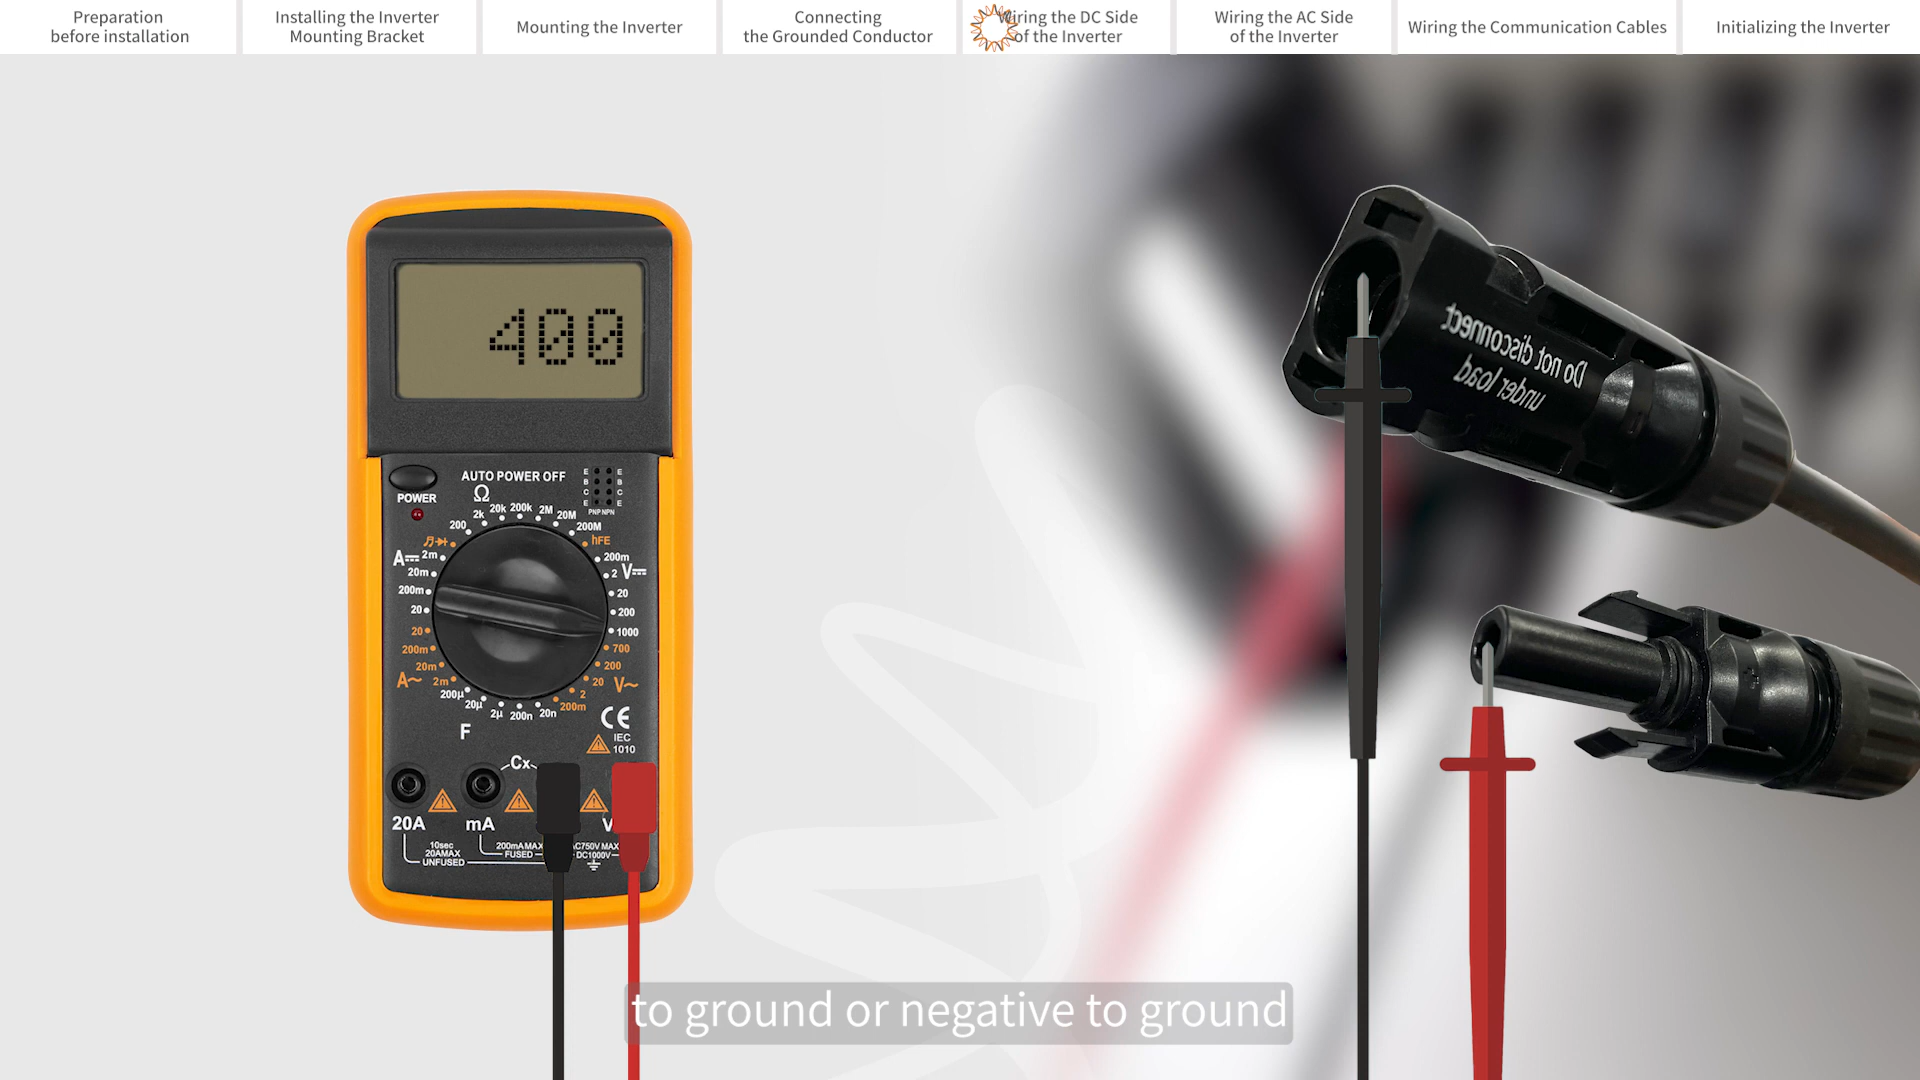 Preparation
before installation
Installing the Inverter
Mounting Bracket
Mounting the Inverter
Connecting
the Grounded Conductor
Wiring the DC Side
of the Inverter
Wiring the AC Side
of the Inverter
Wiring the Communication Cables
Initializing the Inverter
400
Do not disconnect
under load
POWER
AUTO POWER OFF
Ω
E
B
C
E
E
B
C
E
PNP NPN
200
2k
20k
200k
2M
20M
200M
hFE
A
2m
20m
200m
20
20
200m
20m
2m
A~
200m
2
V
20
200
1000
700
200
20
2
200m
V~
200µ
20µ
2µ
200n
20n
F
CE
IEC
1010
Cx
20A
mA
V
10sec
20AMAX
UNFUSED
200mA MAX
FUSED
AC750V MAX
DC1000V
to ground or negative to ground